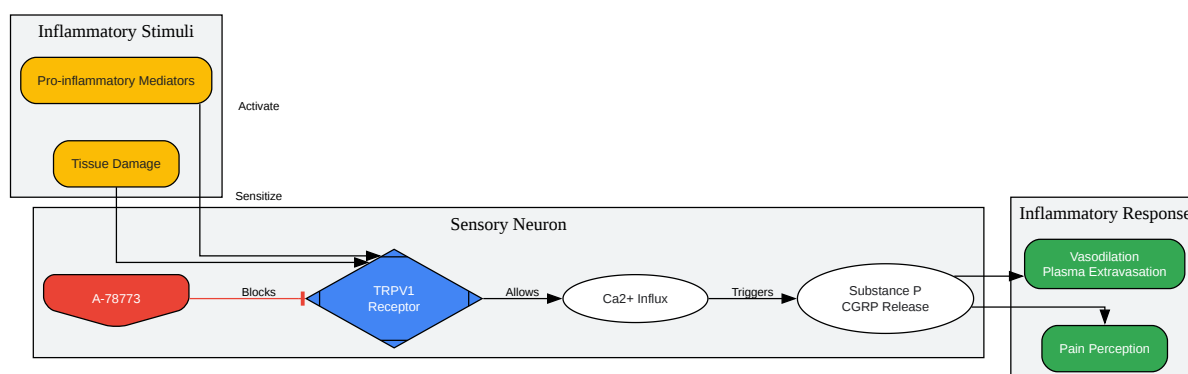 Inflammatory Stimuli
Pro-inflammatory Mediators
Activate
Tissue Damage
Sensitize
Sensory Neuron
Inflammatory Response
A-78773
Blocks
TRPV1
Receptor
Allows
Ca2+ Influx
Triggers
Substance P
CGRP Release
Vasodilation
Plasma Extravasation
Pain Perception